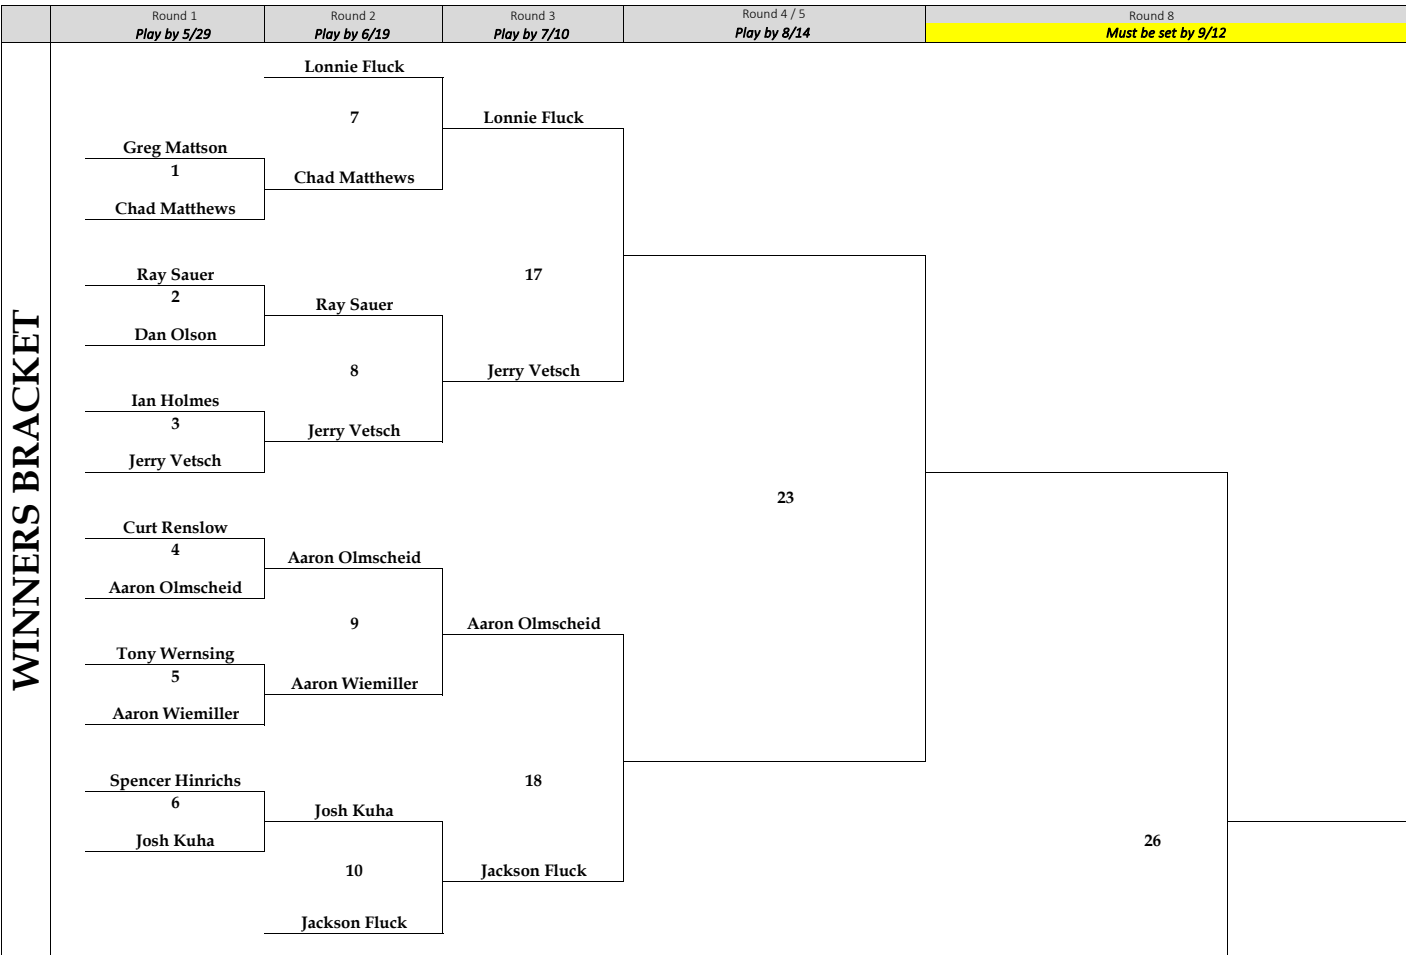 Round 1
Round 2
Round 3
Round 4 / 5
Round 8
Play by 5/29
Play by 6/19
Play by 7/10
Play by 8/14
Must be set by 9/12
WINNERS BRACKET
Lonnie Fluck
7
Lonnie Fluck
Greg Mattson
1
Chad Matthews
Chad Matthews
Ray Sauer
17
2
Ray Sauer
Dan Olson
8
Jerry Vetsch
Ian Holmes
3
Jerry Vetsch
Jerry Vetsch
23
Curt Renslow
4
Aaron Olmscheid
Aaron Olmscheid
9
Aaron Olmscheid
Tony Wernsing
5
Aaron Wiemiller
Aaron Wiemiller
Spencer Hinrichs
18
6
Josh Kuha
Josh Kuha
26
10
Jackson Fluck
Jackson Fluck